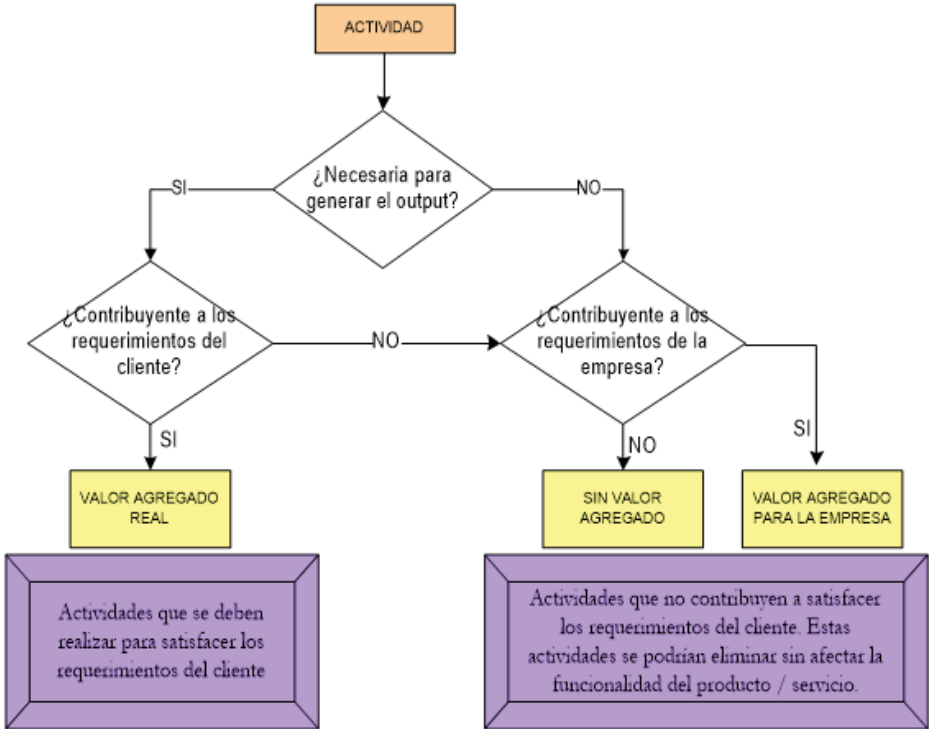 ACTIVIDAD
¿Necesaria para
generar el output?
SI
NO
¿Contribuyente a los
requerimientos del
cliente?
NO
¿Contribuyente a los
requerimientos de la
empresa?
SI
NO
SI
VALOR AGREGADO
REAL
SIN VALOR
AGREGADO
VALOR AGREGADO
PARA LA EMPRESA
Actividades que se deben
realizar para satisfacer los
requerimientos del cliente
Actividades que no contribuyen a satisfacer
los requerimientos del cliente. Estas
actividades se podrían eliminar sin afectar la
funcionalidad del producto / servicio.